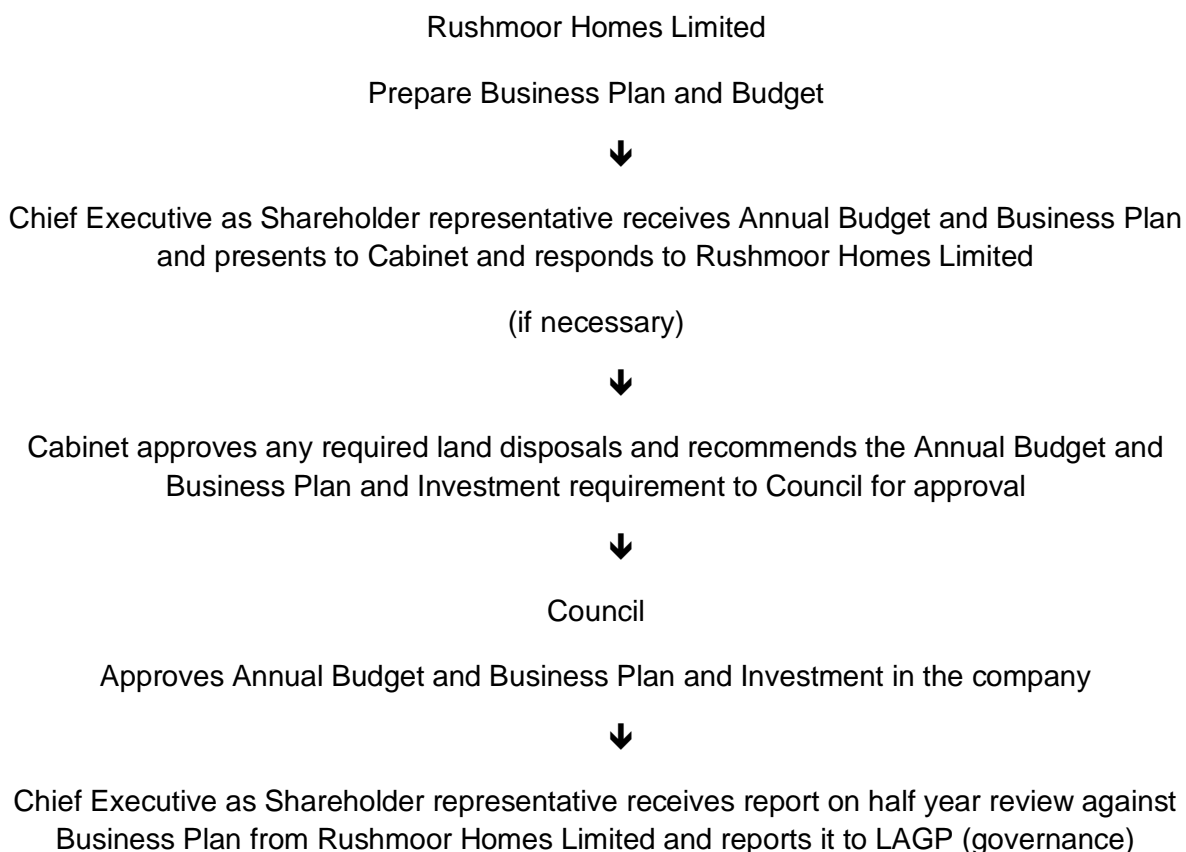 Rushmoor Homes Limited
Prepare Business Plan and Budget
🡻
Chief Executive as Shareholder representative receives Annual Budget and Business Plan
and presents to Cabinet and responds to Rushmoor Homes Limited
(if necessary)
🡻
Cabinet approves any required land disposals and recommends the Annual Budget and
Business Plan and Investment requirement to Council for approval
🡻
Council
Approves Annual Budget and Business Plan and Investment in the company
🡻
Chief Executive as Shareholder representative receives report on half year review against
Business Plan from Rushmoor Homes Limited and reports it to LAGP (governance)